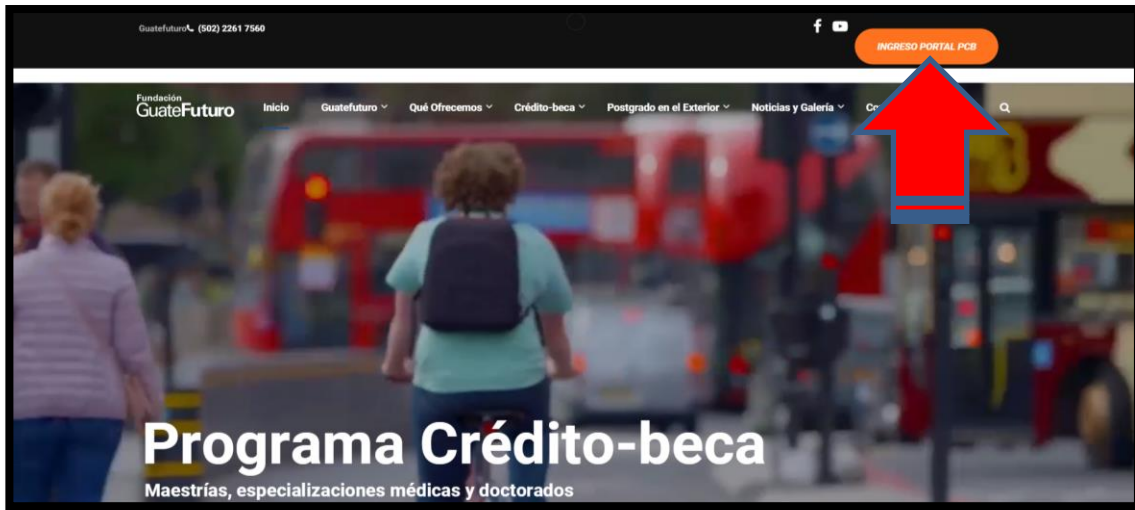 Guatefuturo (502) 2261 7560
INGRESO PORTAL PCB
Fundación
GuateFuturo
Inicio Guatefuturo Qué Ofrecemos Crédito-beca Postgrado en el Exterior Noticias y Galería
Programa Crédito-beca
Maestrías, especializaciones médicas y doctorados